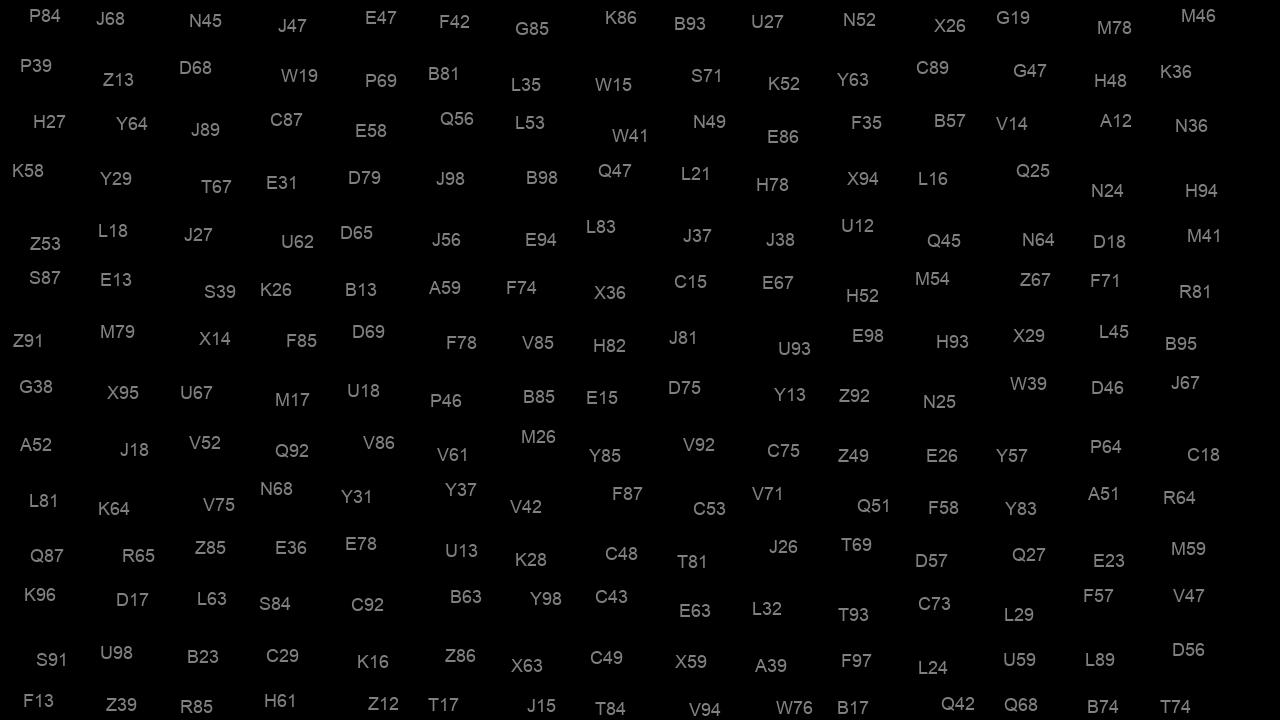 P84 J68 N45 J47 E47 F42 G85 K86 B93 U27 N52 X26 G19 M78 M46
P39 Z13 D68 W19 P69 B81 L35 W15 S71 K52 Y63 C89 G47 H48 K36
H27 Y64 J89 C87 E58 Q56 L53 W41 N49 E86 F35 B57 V14 A12 N36
K58 Y29 T67 E31 D79 J98 B98 Q47 L21 H78 X94 L16 Q25 N24 H94
Z53 L18 J27 U62 D65 J56 E94 L83 J37 J38 U12 Q45 N64 D18 M41
S87 E13 S39 K26 B13 A59 F74 X36 C15 E67 H52 M54 Z67 F71 R81
Z91 M79 X14 F85 D69 F78 V85 H82 J81 U93 E98 H93 X29 L45 B95
G38 X95 U67 M17 U18 P46 B85 E15 D75 Y13 Z92 N25 W39 D46 J67
A52 J18 V52 Q92 V86 V61 M26 Y85 V92 C75 Z49 E26 Y57 P64 C18
L81 K64 V75 N68 Y31 Y37 V42 F87 C53 V71 Q51 F58 Y83 A51 R64
Q87 R65 Z85 E36 E78 U13 K28 C48 T81 J26 T69 D57 Q27 E23 M59
K96 D17 L63 S84 C92 B63 Y98 C43 E63 L32 T93 C73 L29 F57 V47
S91 U98 B23 C29 K16 Z86 X63 C49 X59 A39 F97 L24 U59 L89 D56
F13 Z39 R85 H61 Z12 T17 J15 T84 V94 W76 B17 Q42 Q68 B74 T74